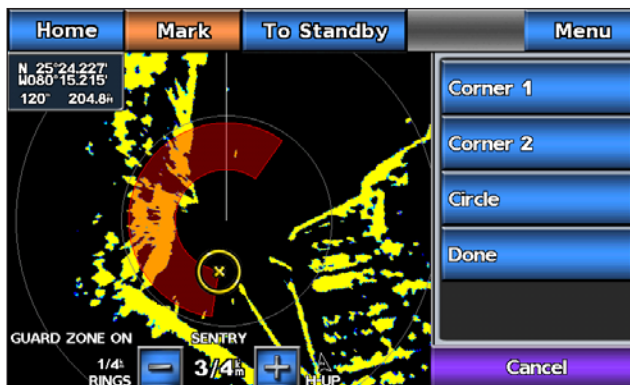 Home Mark To Standby Menu
N 25°24.227'
W080°15.215'
120° 204.8
Corner 1
Corner 2
Circle
Done
GUARD ZONE ON SENTRY
1/4 3/4
RINGS H-UP
Cancel